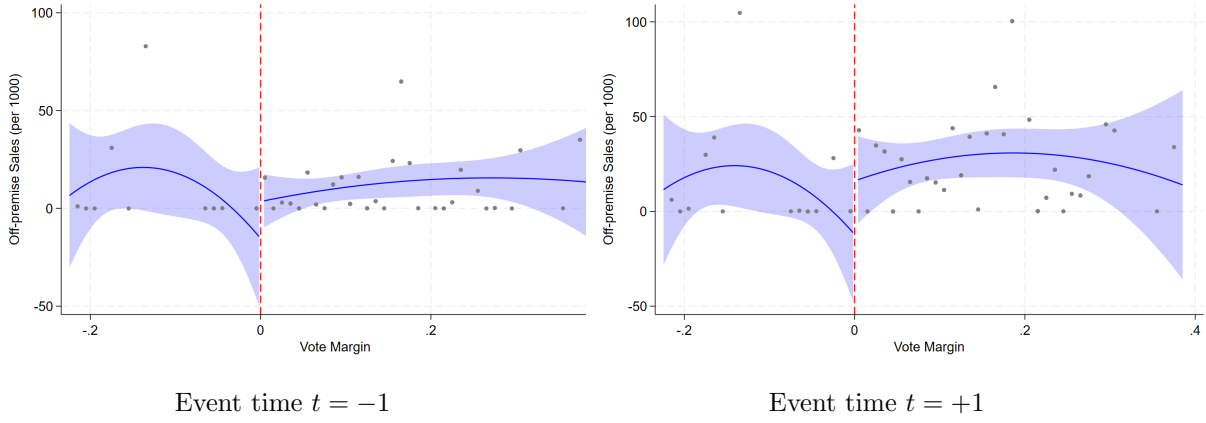 100
50
0
-50
Off-premise Sales (per 1000)
-.2
0
.2
Vote Margin
Event time t = −1
100
50
0
-50
Off-premise Sales (per 1000)
-.2
0
.2
.4
Vote Margin
Event time t = +1